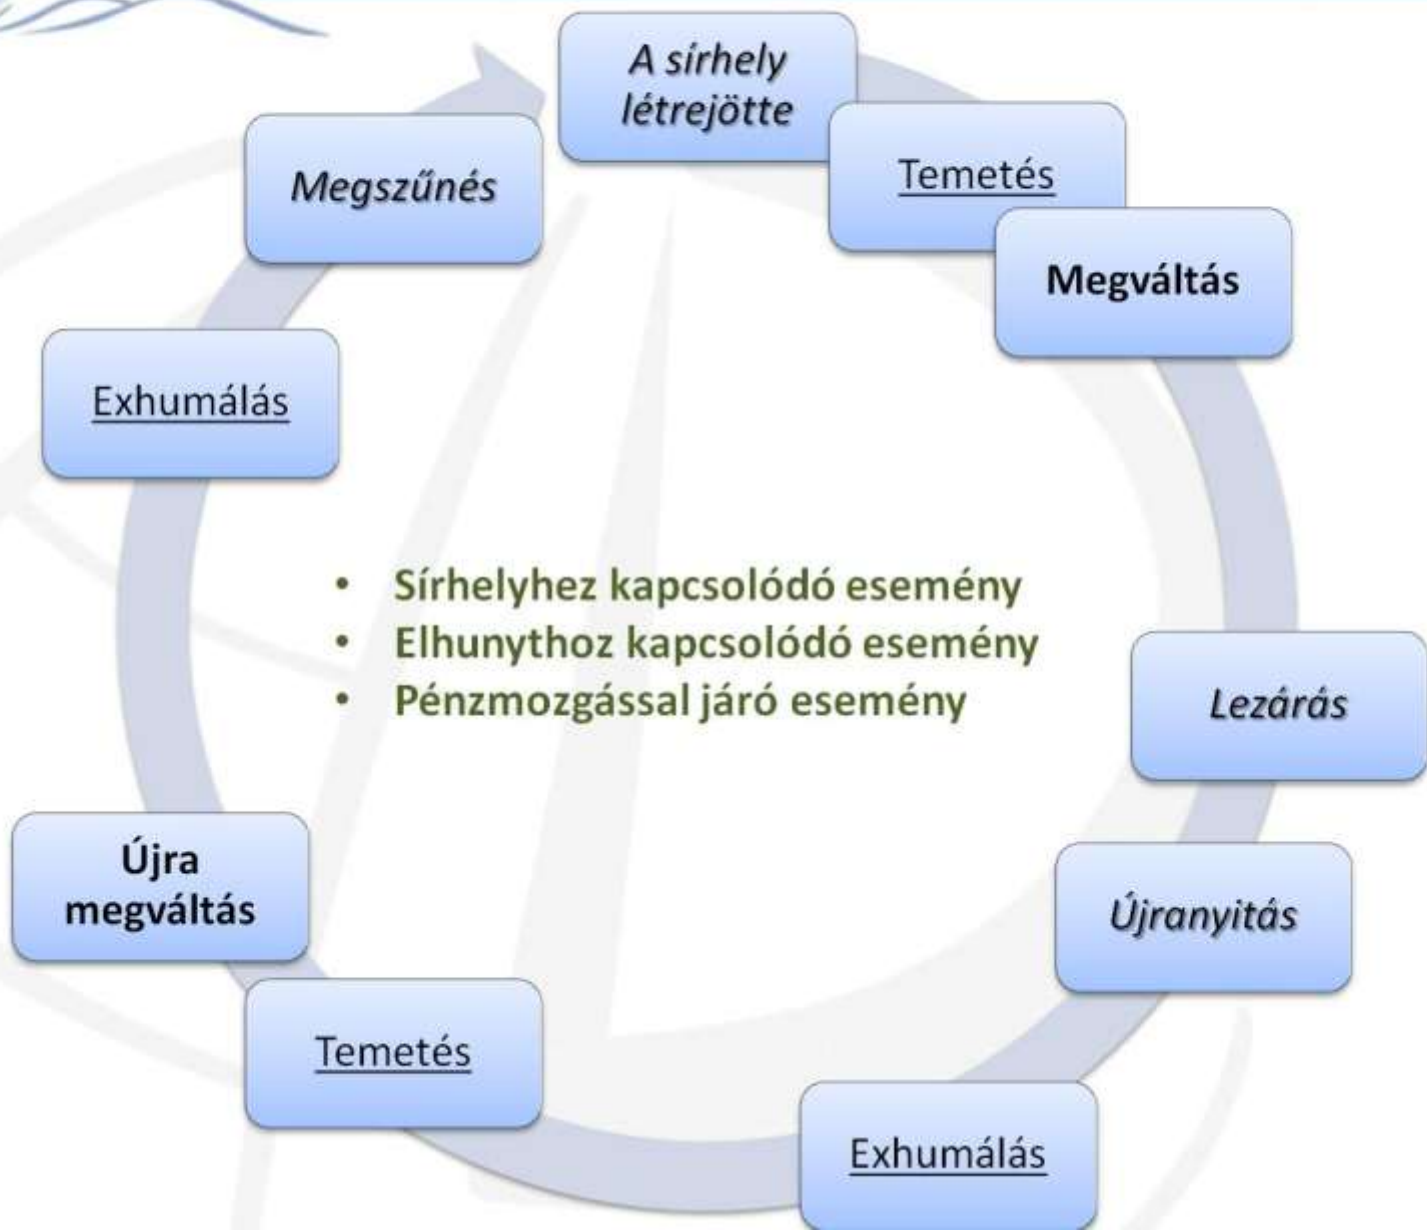 A sírhely
létrejötte
Temetés
Megváltás
Lezárás
Újranyitás
Exhumálás
Temetés
Újra
megváltás
Exhumálás
Megszűnés
• Sírhelyhez kapcsolódó esemény
• Elhunythoz kapcsolódó esemény
• Pénzmozgással járó esemény